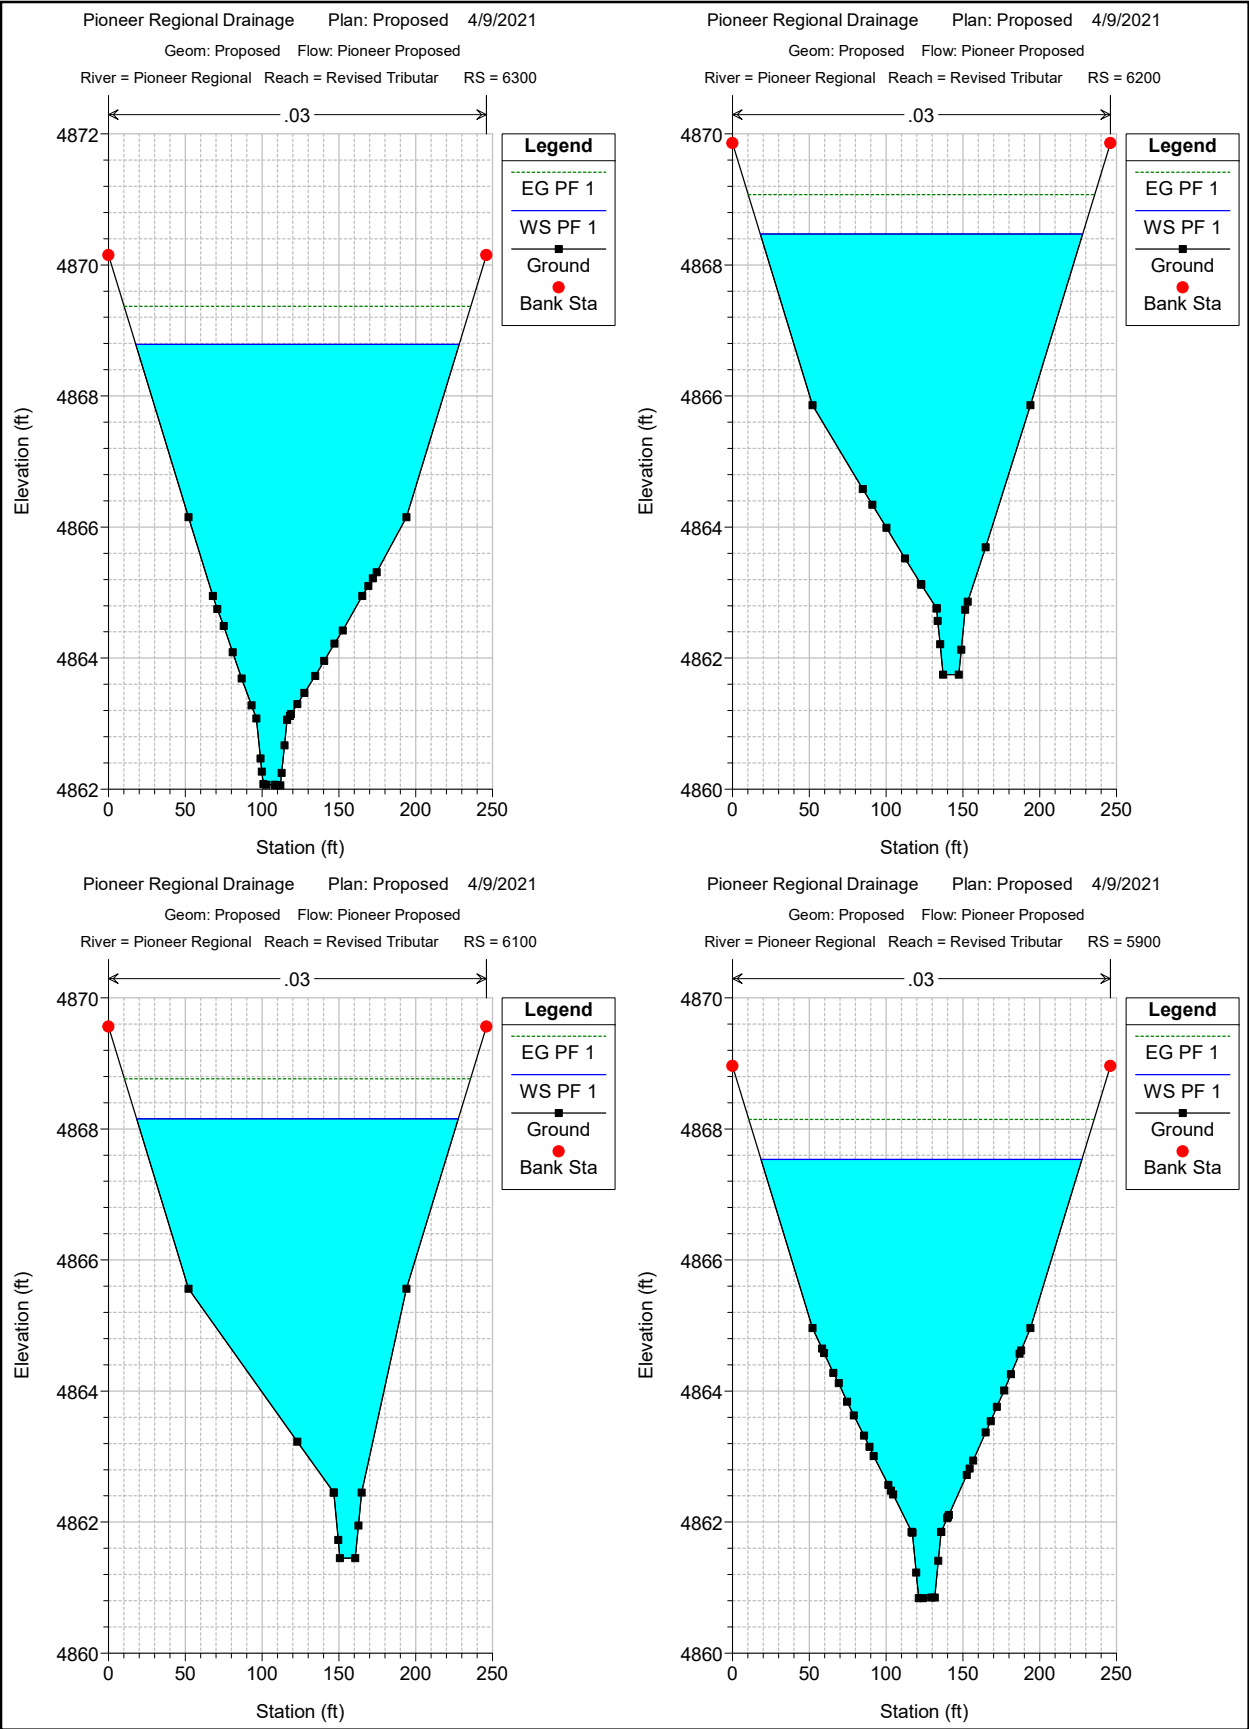 Pioneer Regional Drainage Plan: Proposed 4/9/2021
Geom: Proposed Flow: Pioneer Proposed
River = Pioneer Regional Reach = Revised Tributar RS = 6300
.03
4872
4870
4868
4866
4864
4862
Elevation (ft)
0 50 100 150 200 250
Station (ft)
Legend
EG PF 1
WS PF 1
Ground
Bank Sta
Pioneer Regional Drainage Plan: Proposed 4/9/2021
Geom: Proposed Flow: Pioneer Proposed
River = Pioneer Regional Reach = Revised Tributar RS = 6200
.03
4870
4868
4866
4864
4862
4860
Elevation (ft)
0 50 100 150 200 250
Station (ft)
Legend
EG PF 1
WS PF 1
Ground
Bank Sta
Pioneer Regional Drainage Plan: Proposed 4/9/2021
Geom: Proposed Flow: Pioneer Proposed
River = Pioneer Regional Reach = Revised Tributar RS = 6100
.03
4870
4868
4866
4864
4862
4860
Elevation (ft)
0 50 100 150 200 250
Station (ft)
Legend
EG PF 1
WS PF 1
Ground
Bank Sta
Pioneer Regional Drainage Plan: Proposed 4/9/2021
Geom: Proposed Flow: Pioneer Proposed
River = Pioneer Regional Reach = Revised Tributar RS = 5900
.03
4870
4868
4866
4864
4862
4860
Elevation (ft)
0 50 100 150 200 250
Station (ft)
Legend
EG PF 1
WS PF 1
Ground
Bank Sta